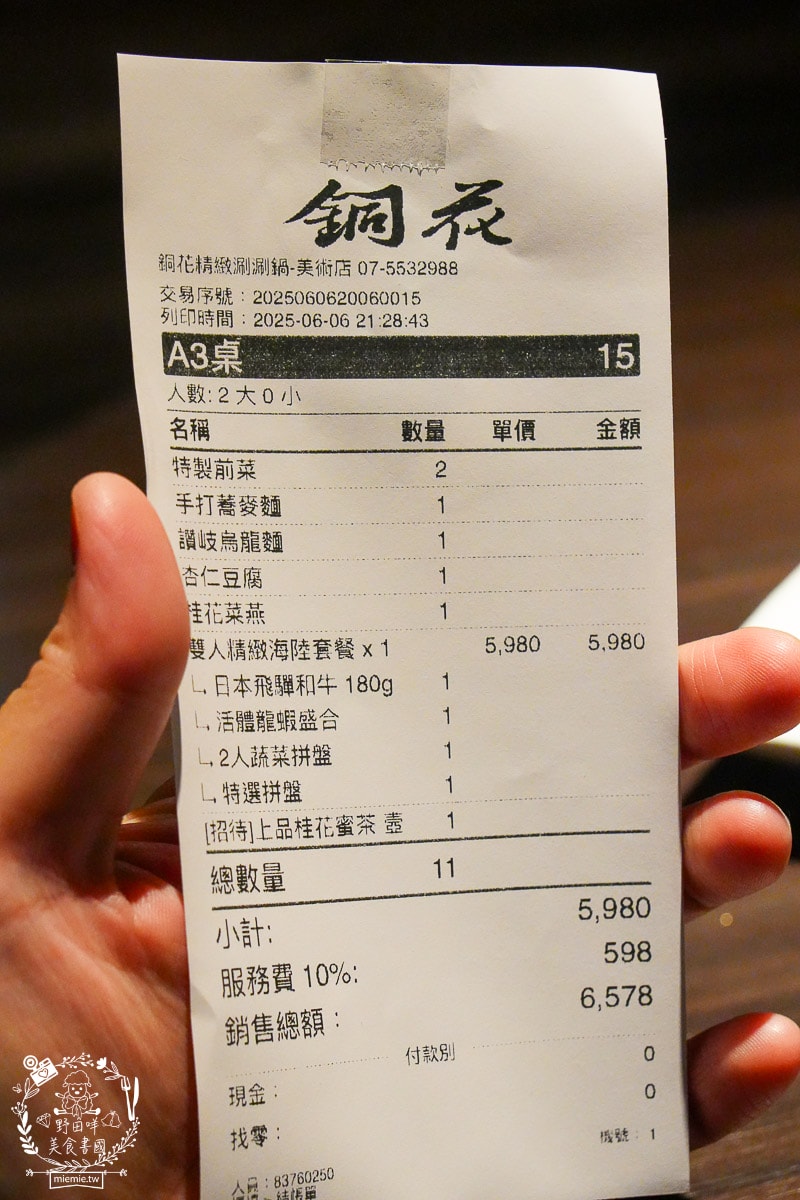 銅花
銅花精緻涮涮鍋-美術店 07-5532988
交易序號：2025060620060015
列印時間：2025-06-06 21:28:43
A3桌 15
人數: 2 大 0 小
名稱 數量 單價 金額
特製前菜 2
手打蕎麥麵 1
讚岐烏龍麵 1
杏仁豆腐 1
桂花菜燕 1
雙人精緻海陸套餐 x 1 5,980 5,980
日本飛驒和牛 180g 1
活體龍蝦盛合 1
2人蔬菜拼盤 1
特選拼盤 1
[招待]上品桂花蜜茶 壺 1
總數量 11
小計: 5,980
服務費 10%: 598
銷售總額： 6,578
付款別
現金： 0
找零： 0
機號：1
83760250
結帳單
野田咩
美食書國
miemie.tw